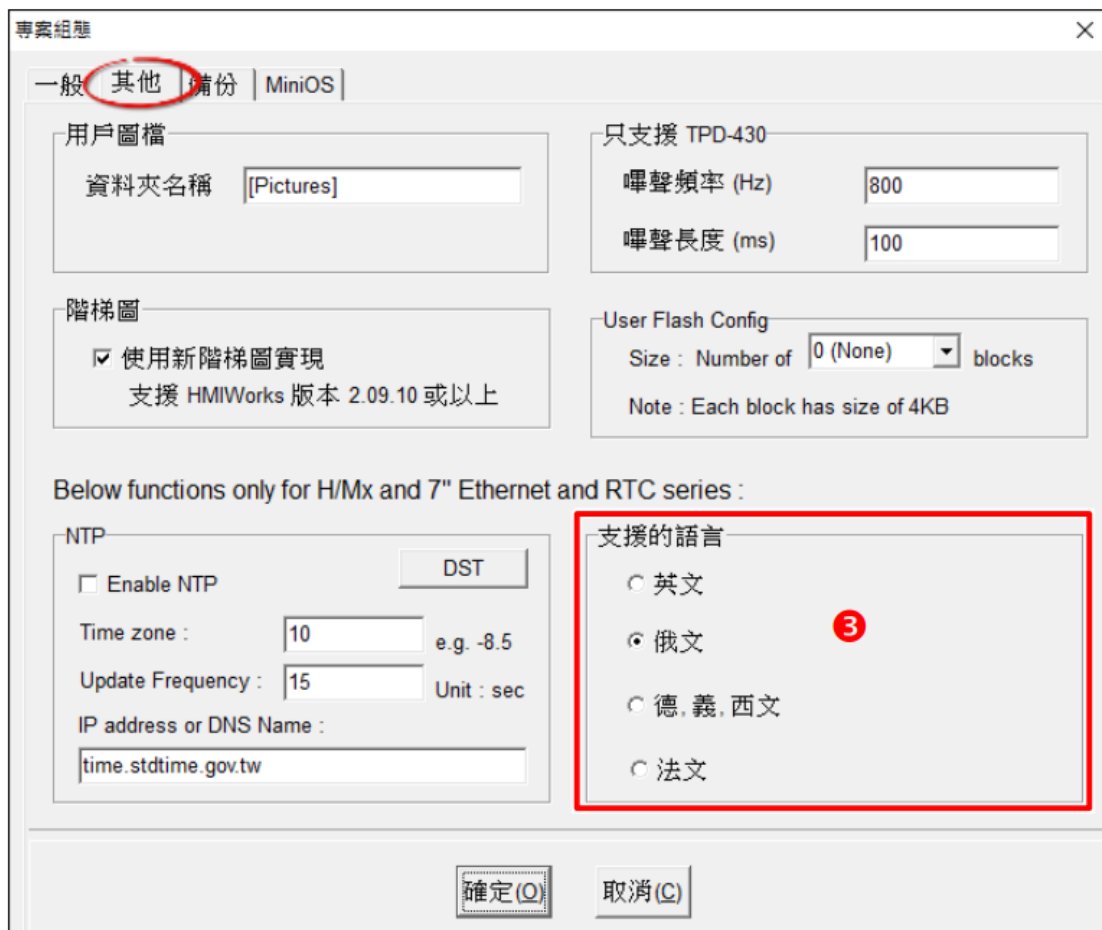 專案組態
一般 其他 備份 MiniOS
用戶圖檔
資料夾名稱 [Pictures]
只支援 TPD-430
嗶聲頻率 (Hz) 800
嗶聲長度 (ms) 100
階梯圖
使用新階梯圖實現
支援 HMIWorks 版本 2.09.10 或以上
User Flash Config
Size : Number of 0 (None) blocks
Note : Each block has size of 4KB
Below functions only for H/Mx and 7" Ethernet and RTC series :
NTP
DST
Enable NTP
Time zone : 10 e.g. -8.5
Update Frequency : 15 Unit : sec
IP address or DNS Name :
time.stdtime.gov.tw
支援的語言
英文
俄文
德, 義, 西文
法文
❸
確定(O) 取消(C)